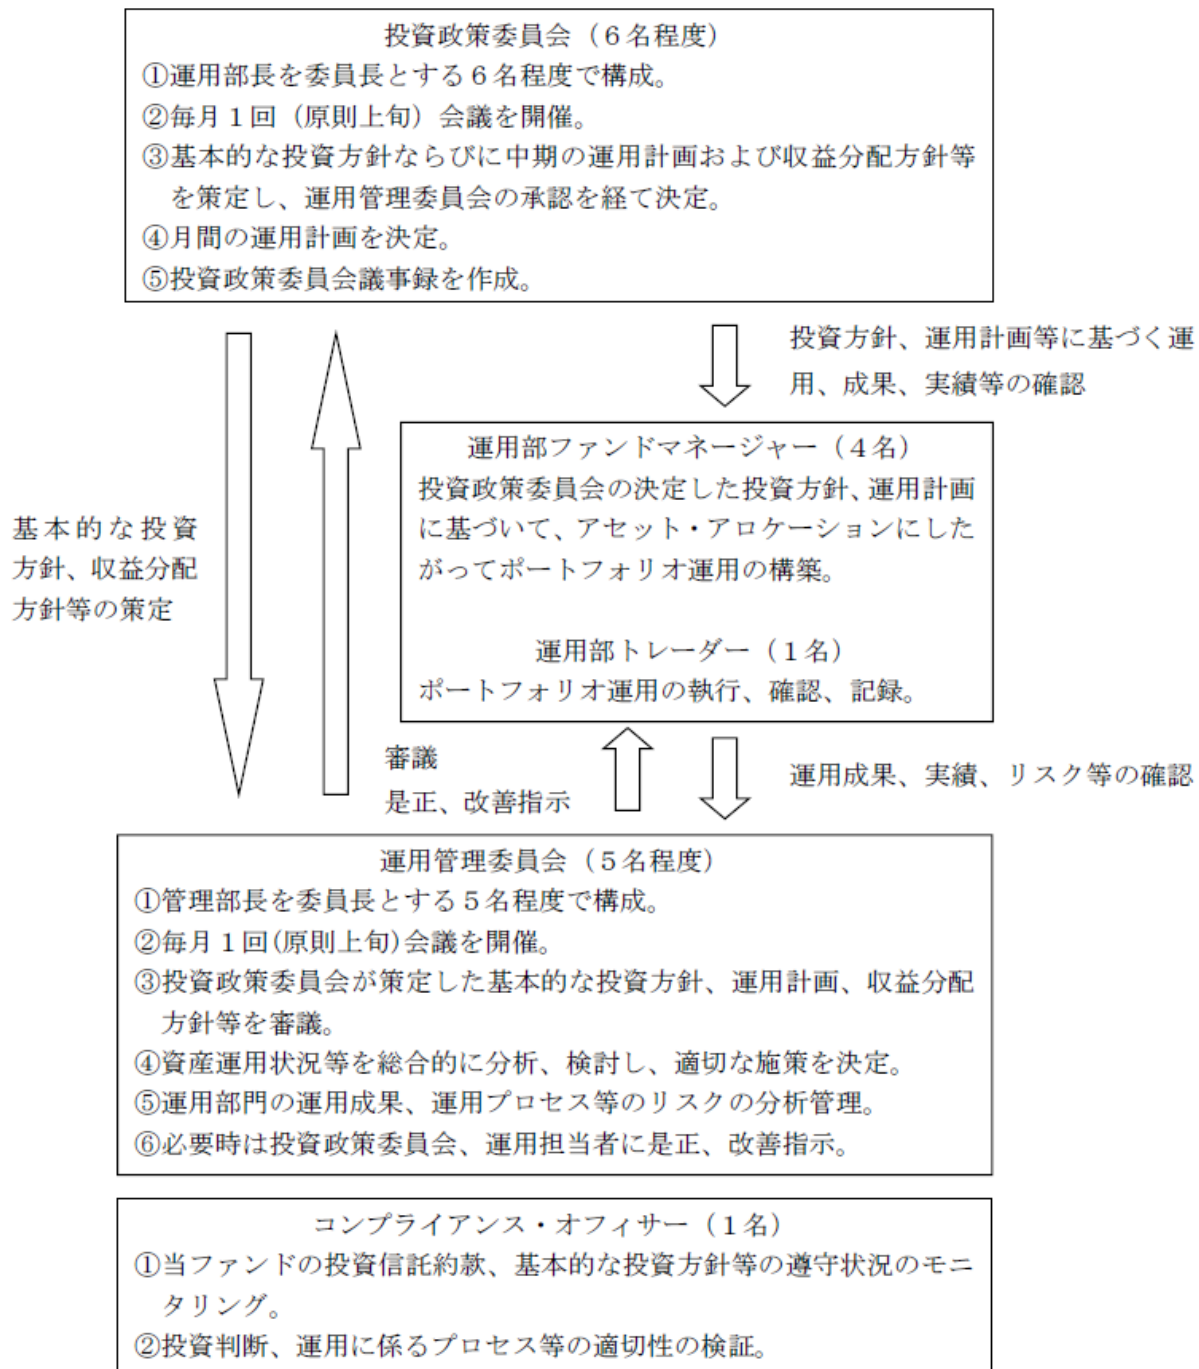 投資政策委員会（６名程度）
①運用部長を委員長とする６名程度で構成。
②毎月１回（原則上旬）会議を開催。
③基本的な投資方針ならびに中期の運用計画および収益分配方針等
を策定し、運用管理委員会の承認を経て決定。
④月間の運用計画を決定。
⑤投資政策委員会議事録を作成。
投資方針、運用計画等に基づく運
用、成果、実績等の確認
運用部ファンドマネージャー（４名）
投資政策委員会の決定した投資方針、運用計画
に基づいて、アセット・アロケーションにした
がってポートフォリオ運用の構築。
運用部トレーダー（１名）
ポートフォリオ運用の執行、確認、記録。
基本的な投資
方針、収益分配
方針等の策定
審議
是正、改善指示
運用成果、実績、リスク等の確認
運用管理委員会（５名程度）
①管理部長を委員長とする５名程度で構成。
②毎月１回(原則上旬)会議を開催。
③投資政策委員会が策定した基本的な投資方針、運用計画、収益分配
方針等を審議。
④資産運用状況等を総合的に分析、検討し、適切な施策を決定。
⑤運用部門の運用成果、運用プロセス等のリスクの分析管理。
⑥必要時は投資政策委員会、運用担当者に是正、改善指示。
コンプライアンス・オフィサー（１名）
①当ファンドの投資信託約款、基本的な投資方針等の遵守状況のモニ
タリング。
②投資判断、運用に係るプロセス等の適切性の検証。